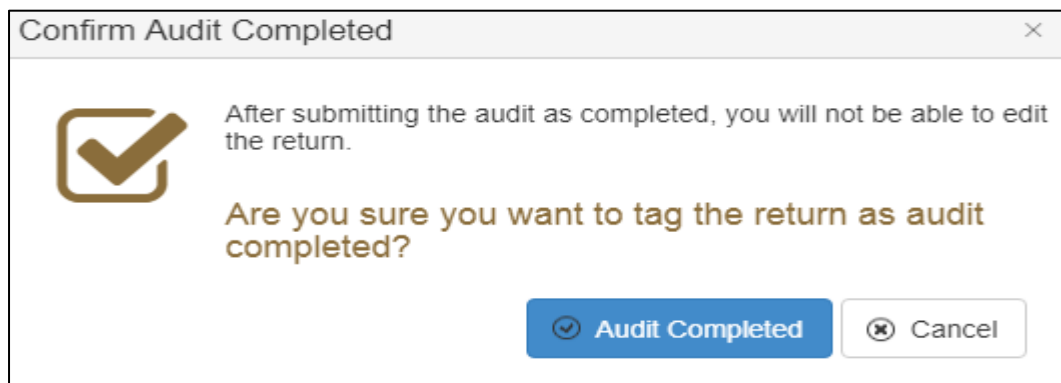 Confirm Audit Completed
After submitting the audit as completed, you will not be able to edit
the return.
Are you sure you want to tag the return as audit
completed?
Audit Completed
Cancel